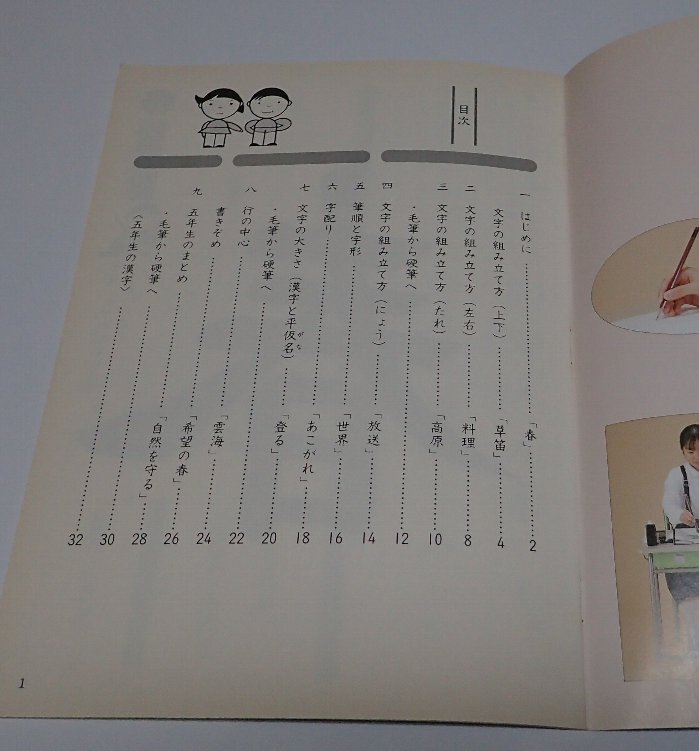 目次
一 はじめに……「春」……2
文字の組み立て方(上下)……「草笛」……4
二 文字の組み立て方(左右)……「料理」……8
三 文字の組み立て方(たれ)……「高原」……10
・毛筆から硬筆へ……12
四 文字の組み立て方(にょう)……「放送」……14
五 筆順と字形……「世界」……16
六 字配り……「あこがれ」……18
七 文字の大きさ(漢字と平仮名)……「登る」……20
がな
・毛筆から硬筆へ……22
八 行の中心……「雲海」……24
書きそめ……「希望の春」……26
九 五年生のまとめ……「自然を守る」……28
・毛筆から硬筆へ……30
〈五年生の漢字〉……32
1